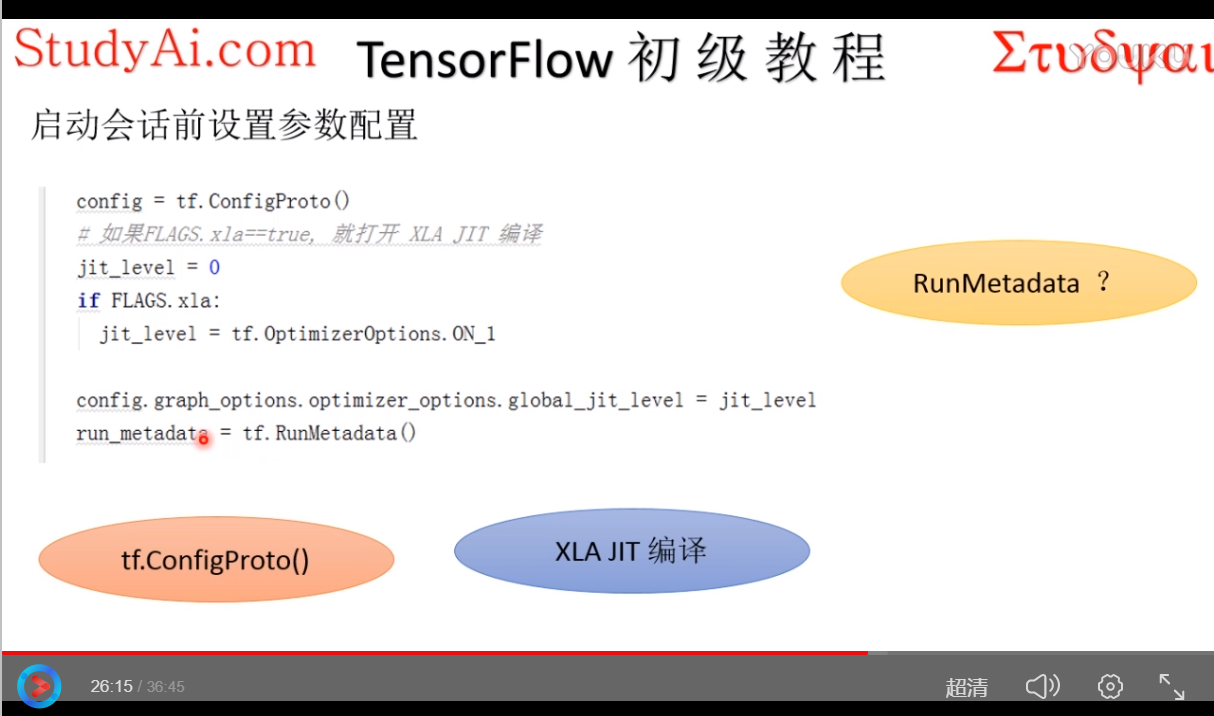 StudyAi.com TensorFlow 初级教程 Στυδψαι
YOUKU
启动会话前设置参数配置
config = tf.ConfigProto()
# 如果FLAGS.xla==true, 就打开 XLA JIT 编译
jit_level = 0
if FLAGS.xla:
jit_level = tf.OptimizerOptions.ON_1
RunMetadata ?
config.graph_options.optimizer_options.global_jit_level = jit_level
run_metadata = tf.RunMetadata()
tf.ConfigProto()
XLA JIT 编译
26:15 / 36:45
超清